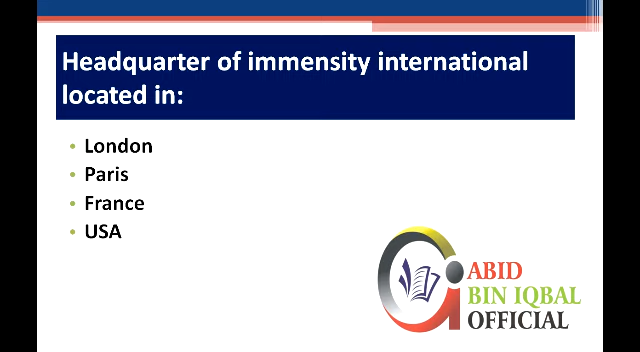 Headquarter of immensity international
located in:
• London
• Paris
• France
• USA
ABID
BIN IQBAL
OFFICIAL